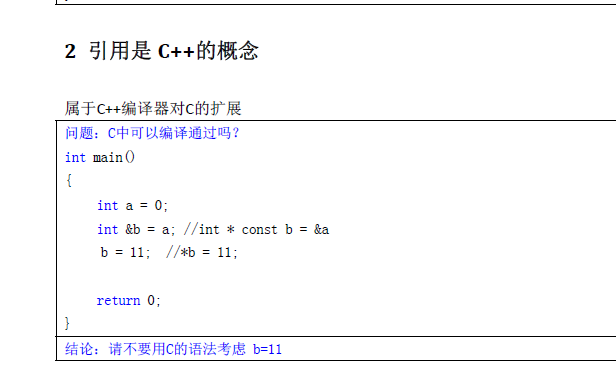 2 引用是 C++的概念
属于C++编译器对C的扩展
问题：C中可以编译通过吗？
int main()
{
int a = 0;
int &b = a; //int * const b = &a
b = 11; //*b = 11;
return 0;
}
结论：请不要用C的语法考虑 b=11